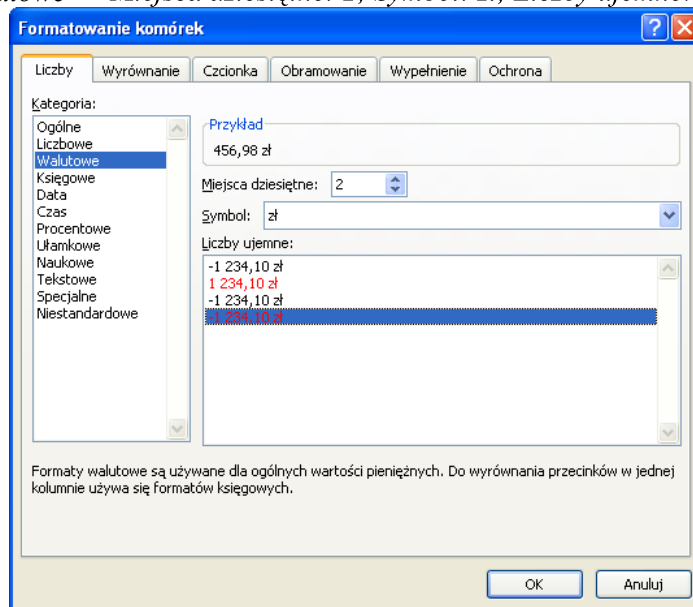 Formatowanie komórek
Liczby Wyrównanie Czcionka Obramowanie Wypełnienie Ochrona
Kategoria:
Ogólne
Liczbowe
Walutowe
Księgowe
Data
Czas
Procentowe
Ułamkowe
Naukowe
Tekstowe
Specjalne
Niestandardowe
Przykład
456,98 zł
Miejsca dziesiętne: 2
Symbol: zł
Liczby ujemne:
-1 234,10 zł
1 234,10 zł
-1 234,10 zł
-1 234,10 zł
Formaty walutowe są używane dla ogólnych wartości pieniężnych. Do wyrównania przecinków w jednej
kolumnie używa się formatów księgowych.
OK Anuluj